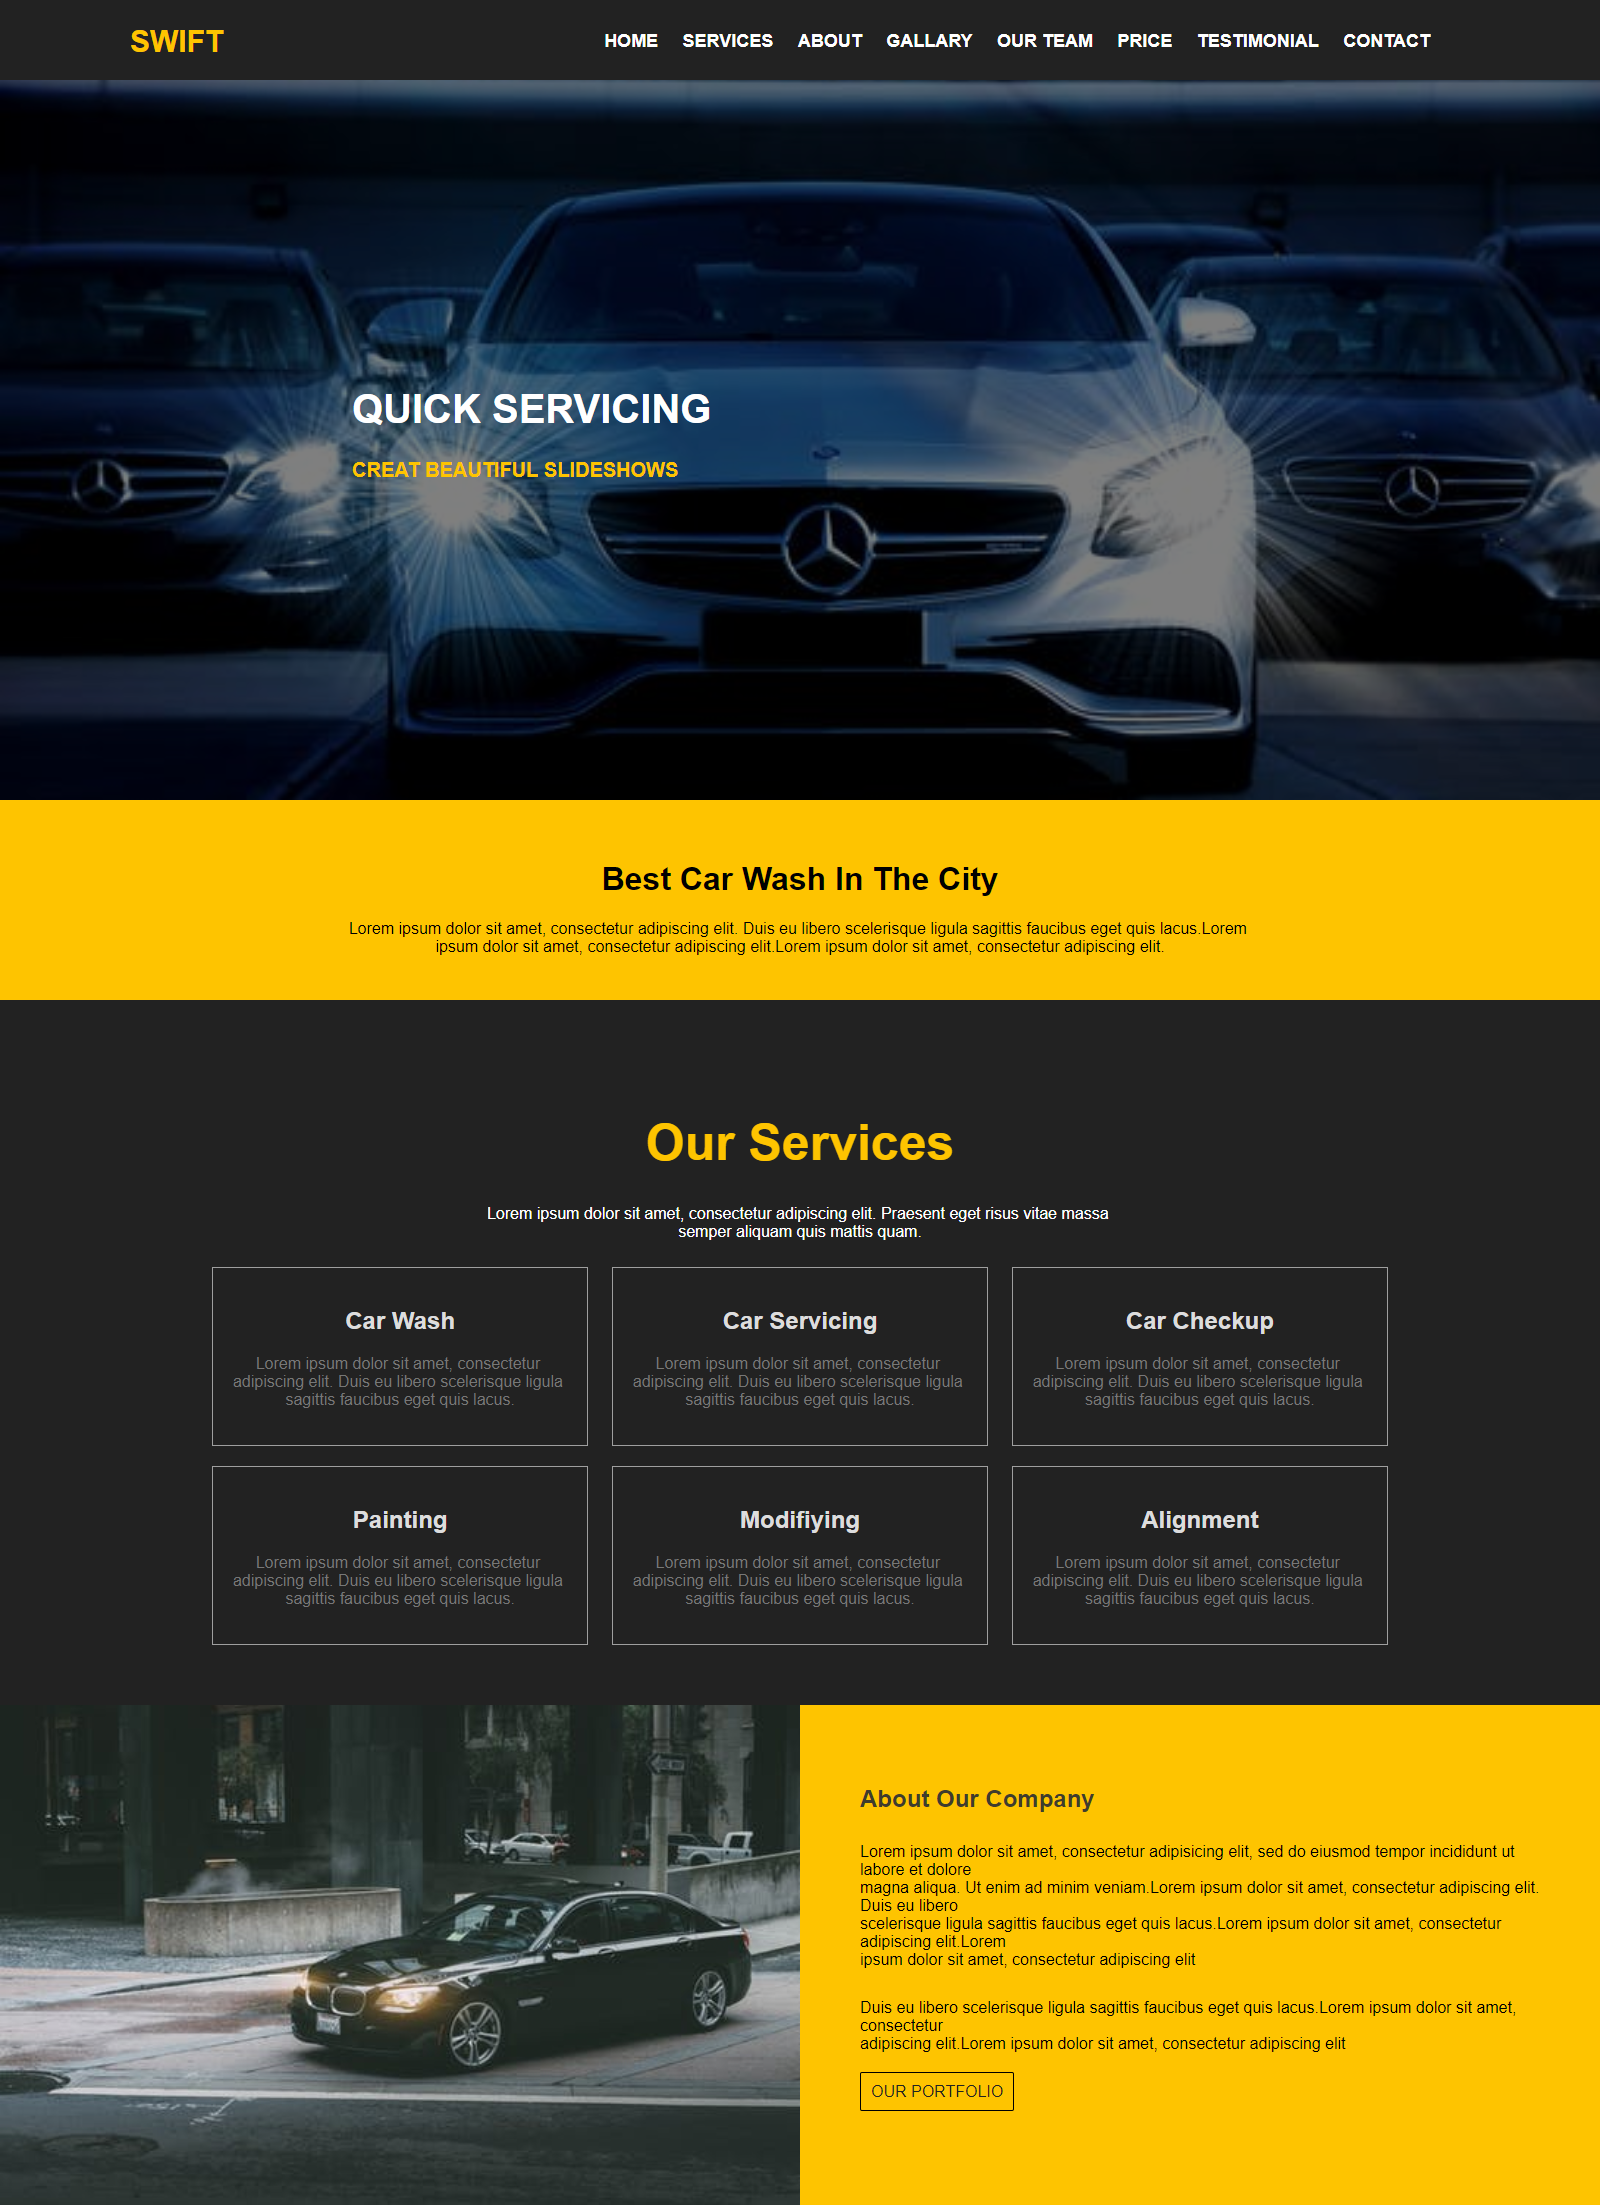 SWIFT
HOME SERVICES ABOUT GALLARY OUR TEAM PRICE TESTIMONIAL CONTACT
QUICK SERVICING
CREAT BEAUTIFUL SLIDESHOWS
Best Car Wash In The City
Lorem ipsum dolor sit amet, consectetur adipiscing elit. Duis eu libero scelerisque ligula sagittis faucibus eget quis lacus.Lorem
ipsum dolor sit amet, consectetur adipiscing elit.Lorem ipsum dolor sit amet, consectetur adipiscing elit.
Our Services
Lorem ipsum dolor sit amet, consectetur adipiscing elit. Praesent eget risus vitae massa
semper aliquam quis mattis quam.
Car Wash
Lorem ipsum dolor sit amet, consectetur
adipiscing elit. Duis eu libero scelerisque ligula
sagittis faucibus eget quis lacus.
Car Servicing
Lorem ipsum dolor sit amet, consectetur
adipiscing elit. Duis eu libero scelerisque ligula
sagittis faucibus eget quis lacus.
Car Checkup
Lorem ipsum dolor sit amet, consectetur
adipiscing elit. Duis eu libero scelerisque ligula
sagittis faucibus eget quis lacus.
Painting
Lorem ipsum dolor sit amet, consectetur
adipiscing elit. Duis eu libero scelerisque ligula
sagittis faucibus eget quis lacus.
Modifiying
Lorem ipsum dolor sit amet, consectetur
adipiscing elit. Duis eu libero scelerisque ligula
sagittis faucibus eget quis lacus.
Alignment
Lorem ipsum dolor sit amet, consectetur
adipiscing elit. Duis eu libero scelerisque ligula
sagittis faucibus eget quis lacus.
About Our Company
Lorem ipsum dolor sit amet, consectetur adipisicing elit, sed do eiusmod tempor incididunt ut
labore et dolore
magna aliqua. Ut enim ad minim veniam.Lorem ipsum dolor sit amet, consectetur adipiscing elit.
Duis eu libero
scelerisque ligula sagittis faucibus eget quis lacus.Lorem ipsum dolor sit amet, consectetur
adipiscing elit.Lorem
ipsum dolor sit amet, consectetur adipiscing elit
Duis eu libero scelerisque ligula sagittis faucibus eget quis lacus.Lorem ipsum dolor sit amet,
consectetur
adipiscing elit.Lorem ipsum dolor sit amet, consectetur adipiscing elit
OUR PORTFOLIO